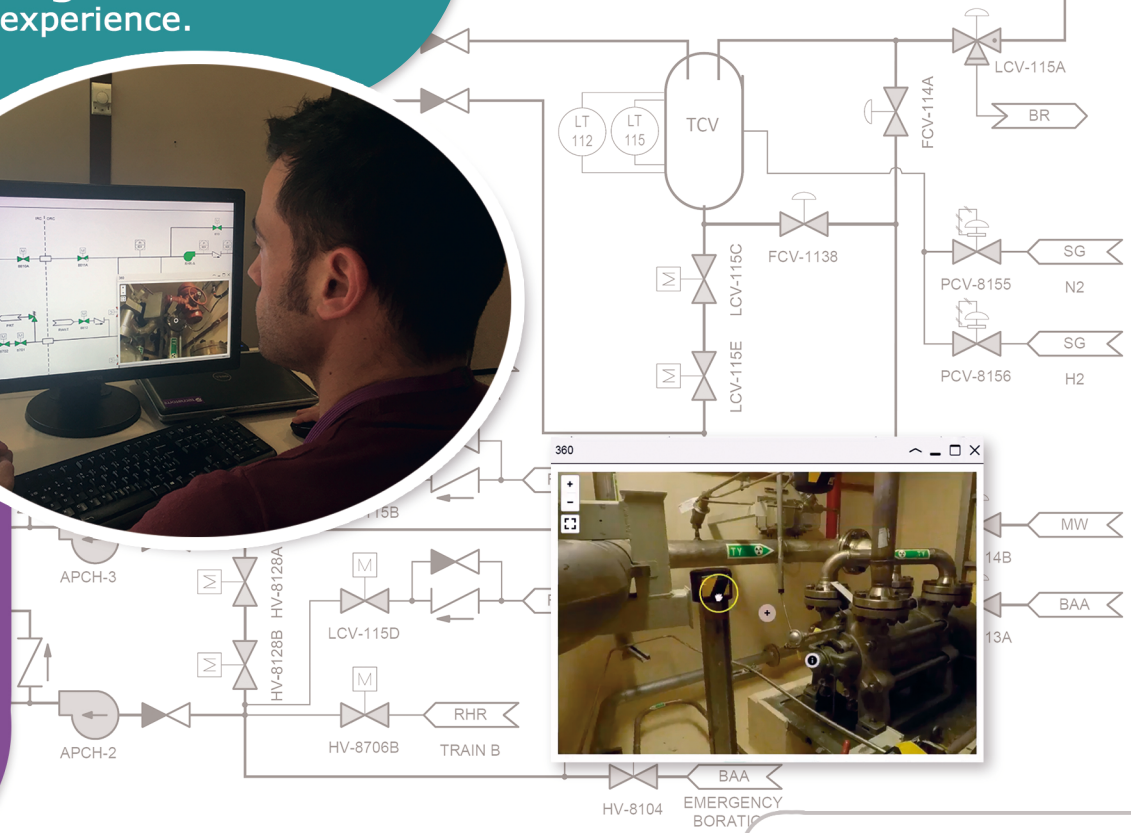 experience.
LCV-115A
BR
FCV-114A
LT
112
LT
115
TCV
FCV-1138
LCV-115C
M
SG
PCV-8155
N2
LCV-115E
M
SG
PCV-8156
H2
360
15B
MW
14B
APCH-3
M
HV-8128A
M
LCV-115D
BAA
13A
M
HV-8128B
M
RHR
APCH-2
HV-8706B
TRAIN B
TY
BAA
HV-8104
EMERGENCY